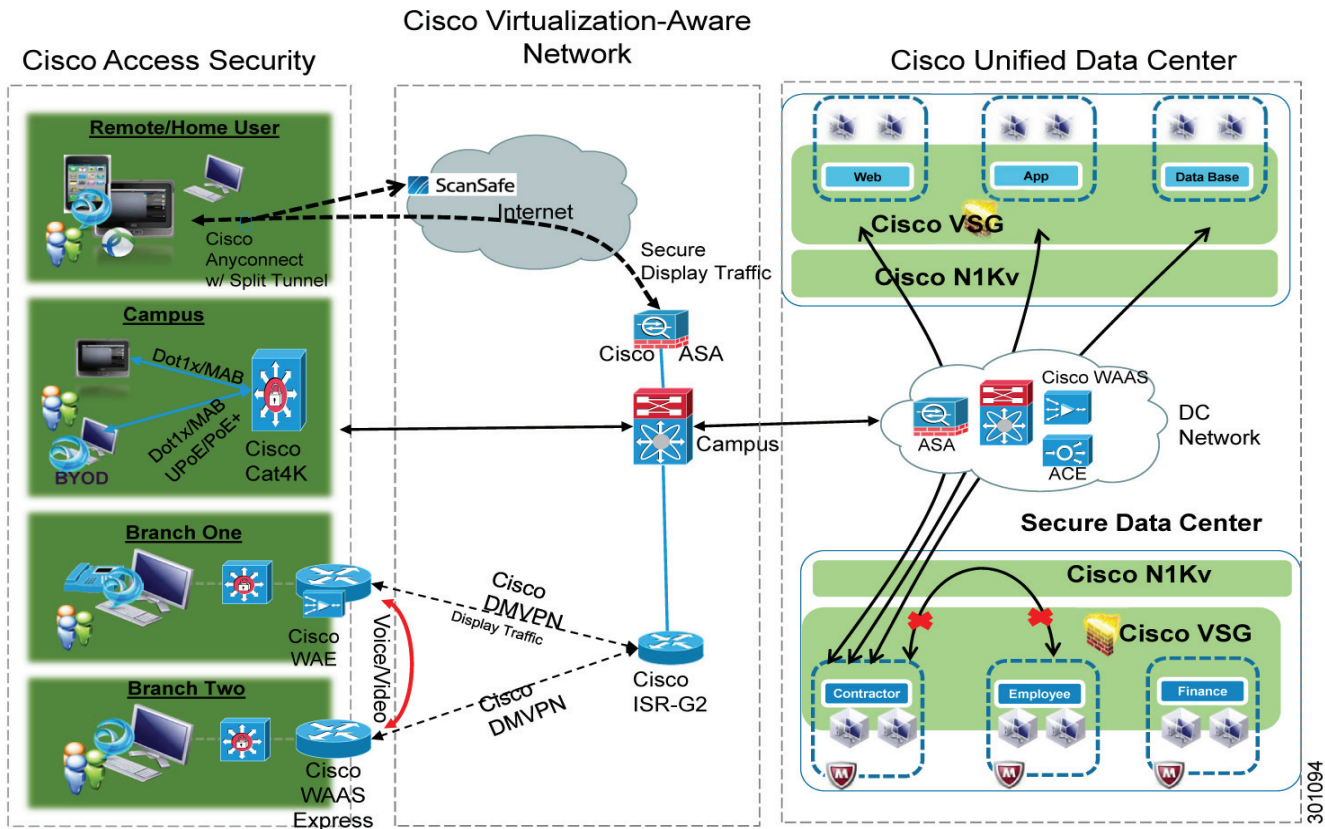 Cisco Access Security
Cisco Virtualization-Aware
Network
Cisco Unified Data Center
Remote/Home User
Cisco
Anyconnect
w/ Split Tunnel
Campus
Dot1x/MAB
Dot1x/MAB
UPoE/PoE+
BYOD
Cisco
Cat4K
Branch One
Cisco
WAE
Voice/Video
Branch Two
Cisco
WAAS
Express
ScanSafe
Internet
Secure
Display Traffic
Cisco ASA
Campus
Cisco
DMVPN
Display Traffic
Cisco
DMVPN
Cisco
ISR-G2
Web
App
Data Base
Cisco VSG
Cisco N1Kv
Cisco WAAS
ASA
ACE
DC
Network
Secure Data Center
Cisco N1Kv
Cisco VSG
Contractor
Employee
Finance
M
M
M
301094